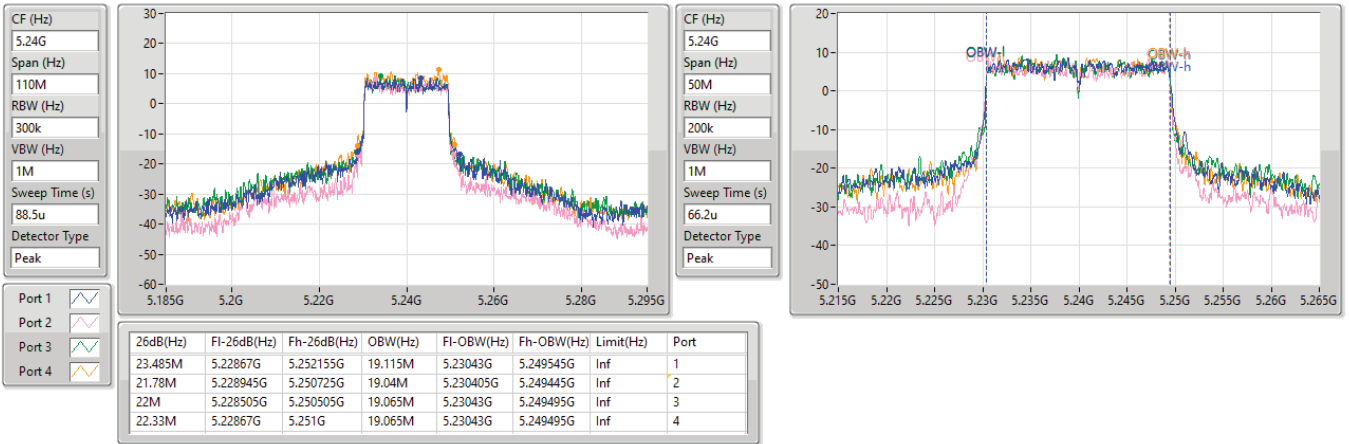 CF (Hz)
5.24G
Span (Hz)
110M
RBW (Hz)
300k
VBW (Hz)
1M
Sweep Time (s)
88.5u
Detector Type
Peak
30
20
10
0
-10
-20
-30
-40
-50
-60
5.185G 5.2G 5.22G 5.24G 5.26G 5.28G 5.295G
CF (Hz)
5.24G
Span (Hz)
50M
RBW (Hz)
200k
VBW (Hz)
1M
Sweep Time (s)
66.2u
Detector Type
Peak
20
10
0
-10
-20
-30
-40
-50
OBW-l
OBW-h
OBW-h
5.215G 5.22G 5.225G 5.23G 5.235G 5.24G 5.245G 5.25G 5.255G 5.26G 5.265G
Port 1
Port 2
Port 3
Port 4
26dB(Hz) Fl-26dB(Hz) Fh-26dB(Hz) OBW(Hz) Fl-OBW(Hz) Fh-OBW(Hz) Limit(Hz) Port
23.485M 5.22867G 5.252155G 19.115M 5.23043G 5.249545G Inf 1
21.78M 5.228945G 5.250725G 19.04M 5.230405G 5.249445G Inf 2
22M 5.228505G 5.250505G 19.065M 5.23043G 5.249495G Inf 3
22.33M 5.22867G 5.251G 19.065M 5.23043G 5.249495G Inf 4